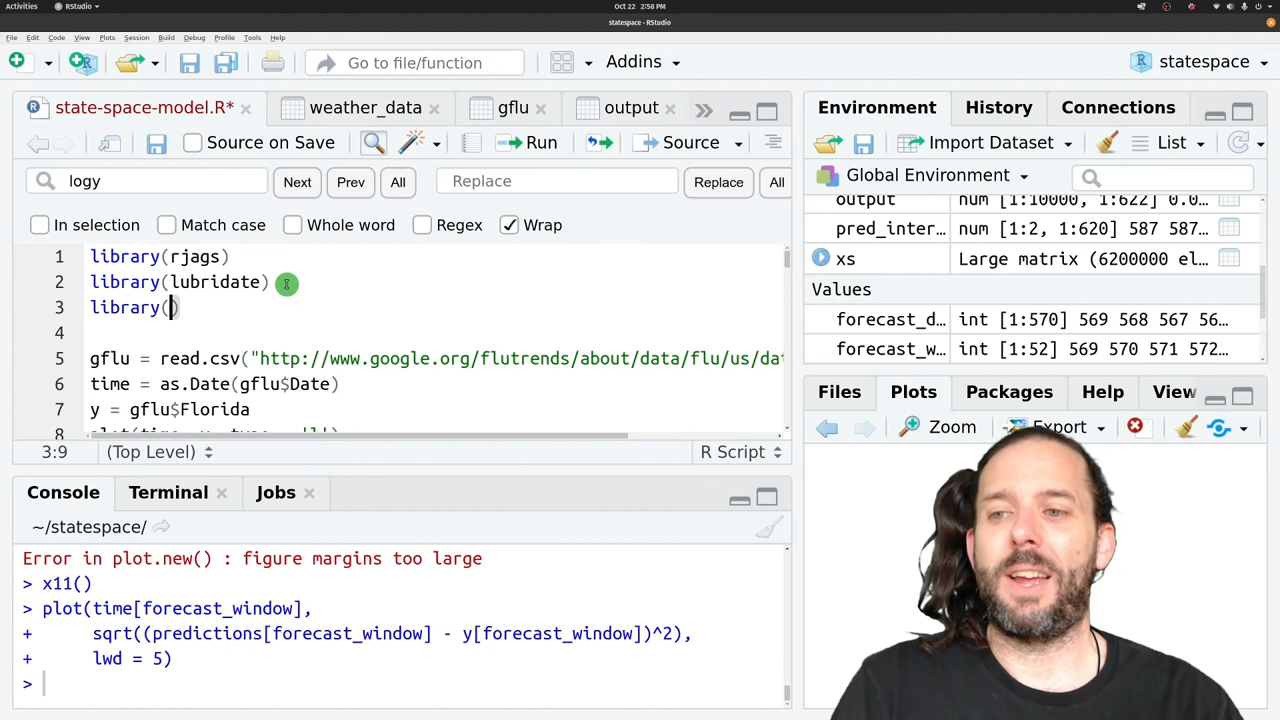 Activities RStudio Oct 22 2:58 PM
statespace - RStudio
File Edit Code View Plots Session Build Debug Profile Tools Help
Go to file/function Addins statespace
state-space-model.R* weather_data gflu output
Source on Save Run Source
logy Next Prev All Replace Replace All
In selection Match case Whole word Regex Wrap
1 library(rjags)
2 library(lubridate)
3 library()
4
5 gflu = read.csv("http://www.google.org/flutrends/about/data/flu/us/dat
6 time = as.Date(gflu$Date)
7 y = gflu$Florida
8 plot(time, y, type = 'l')
3:9 (Top Level) R Script
Console Terminal Jobs
~/statespace/
Error in plot.new() : figure margins too large
> x11()
> plot(time[forecast_window],
+ sqrt((predictions[forecast_window] - y[forecast_window])^2),
+ lwd = 5)
>
Environment History Connections
Import Dataset List
Global Environment
output num [1:10000, 1:622] 0.0…
pred_inter… num [1:2, 1:620] 587 587…
xs Large matrix (6200000 el…
Values
forecast_d… int [1:570] 569 568 567 56…
forecast_w… int [1:52] 569 570 571 572…
Files Plots Packages Help View
Zoom Export